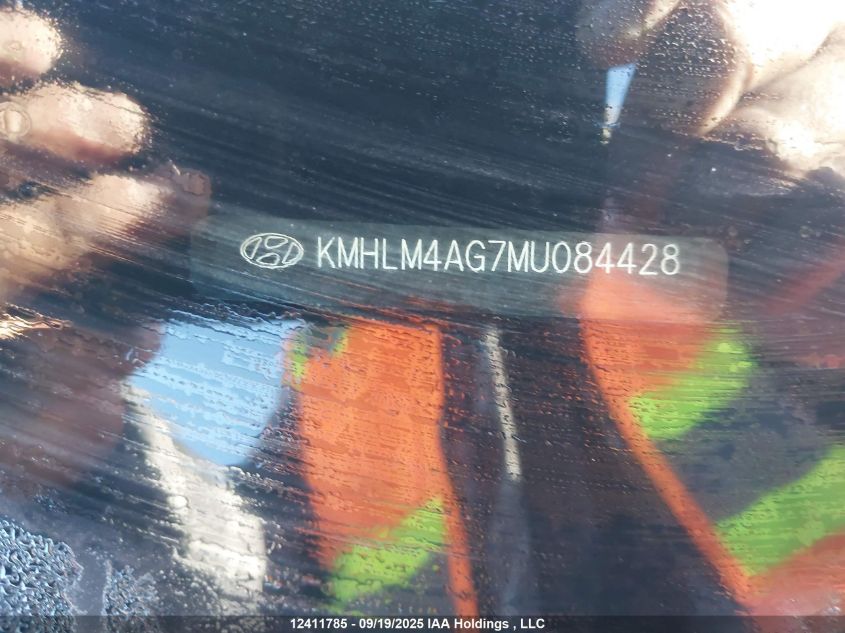 KMHLM4AG7MU084428
12411785 - 09/19/2025 IAA Holdings , LLC